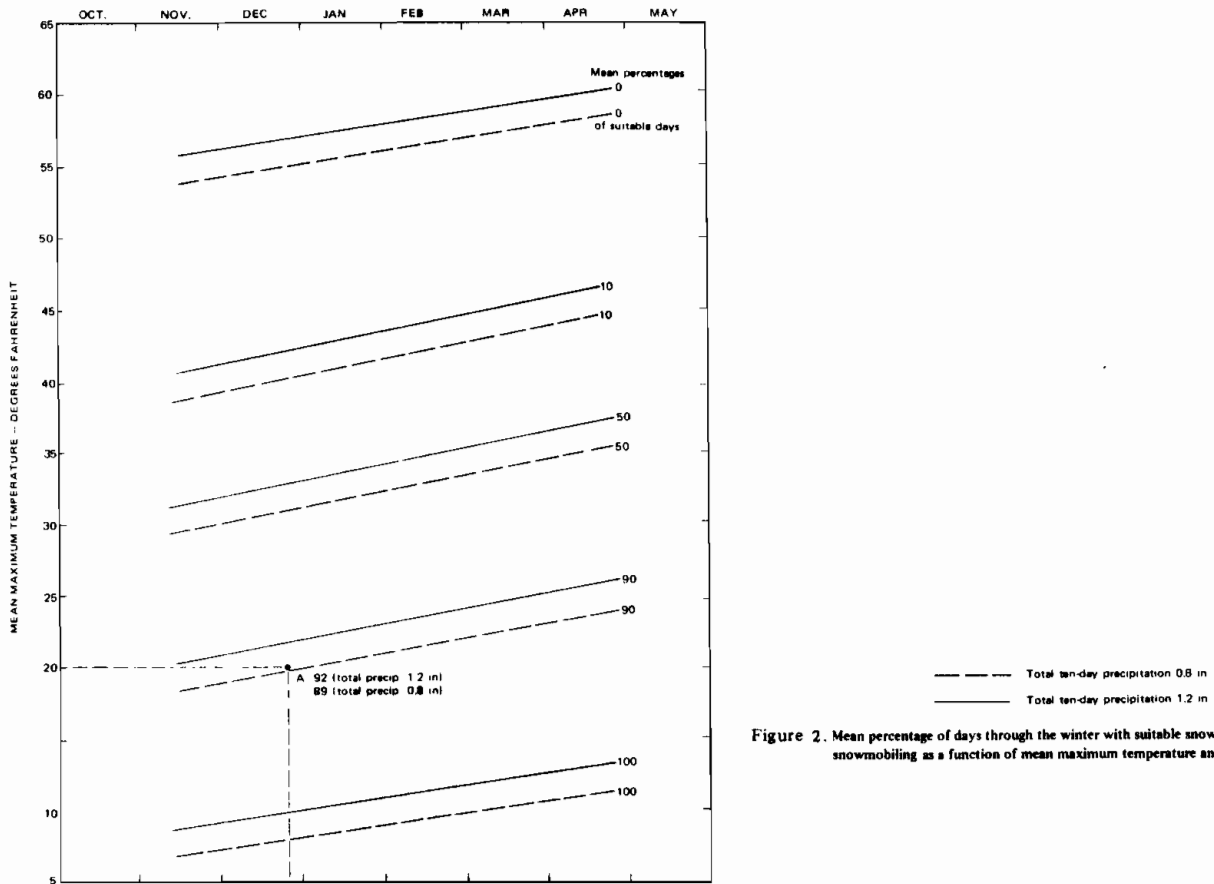 OCT. NOV. DEC JAN FEB MAR APR MAY
65
60
55
50
45
40
35
30
25
20
10
5
MEAN MAXIMUM TEMPERATURE - DEGREES FAHRENHEIT
Mean percentages
0
0
of suitable days
10
10
50
50
90
90
A 92 (total precip 1.2 in)
89 (total precip 0.8 in)
100
100
Total ten-day precipitation 0.8 in
Total ten-day precipitation 1.2 in
Figure 2. Mean percentage of days through the winter with suitable snow
snowmobiling as a function of mean maximum temperature an